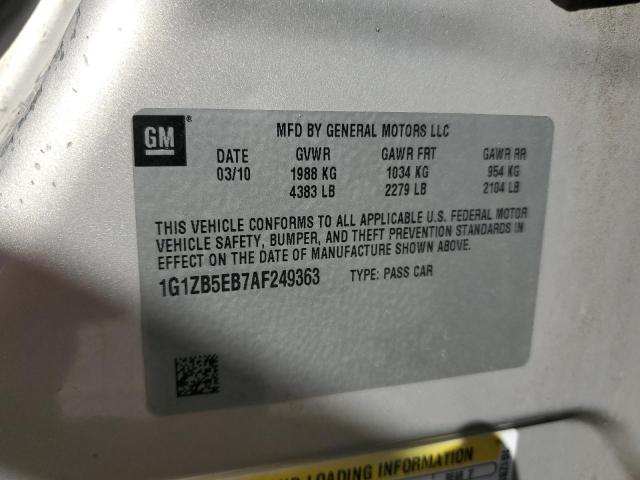 GM ® MFD BY GENERAL MOTORS LLC
DATE GVWR GAWR FRT GAWR RR
03/10 1988 KG 1034 KG 954 KG
4383 LB 2279 LB 2104 LB
THIS VEHICLE CONFORMS TO ALL APPLICABLE U.S. FEDERAL MOTOR
VEHICLE SAFETY, BUMPER, AND THEFT PREVENTION STANDARDS IN
EFFECT ON THE DATE OF MANUFACTURE SHOWN ABOVE.
1G1ZB5EB7AF249363 TYPE: PASS CAR
LOADING INFORMATION